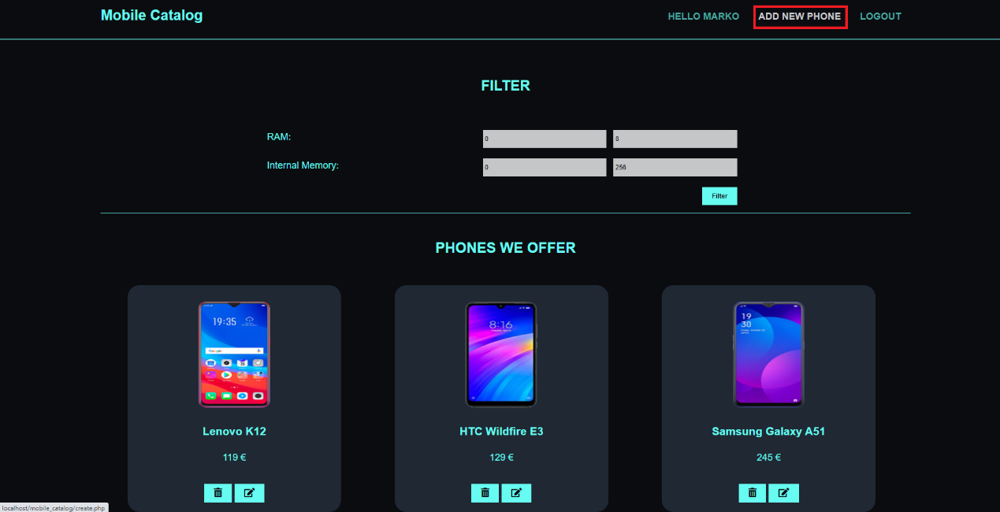 Mobile Catalog
HELLO MARKO ADD NEW PHONE LOGOUT
FILTER
RAM: 0 8
Internal Memory: 0 256
Filter
PHONES WE OFFER
19:35
Google
8:16
19
30
Lenovo K12 HTC Wildfire E3 Samsung Galaxy A51
119 € 129 € 245 €
localhost/mobile_catalog/create.php